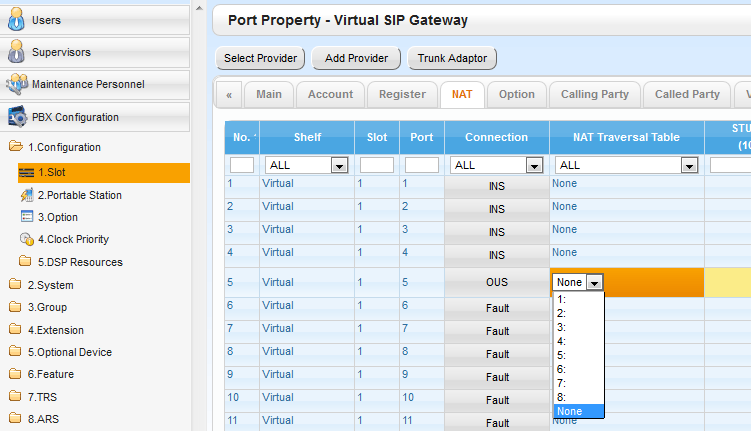 Users
Supervisors
Maintenance Personnel
PBX Configuration
1.Configuration
1.Slot
2.Portable Station
3.Option
4.Clock Priority
5.DSP Resources
2.System
3.Group
4.Extension
5.Optional Device
6.Feature
7.TRS
8.ARS
Port Property - Virtual SIP Gateway
Select Provider Add Provider Trunk Adaptor
« Main Account Register NAT Option Calling Party Called Party V
No. Shelf Slot Port Connection NAT Traversal Table STU
(10
ALL ALL ALL
1 Virtual 1 1 INS None
2 Virtual 1 2 INS None
3 Virtual 1 3 INS None
4 Virtual 1 4 INS None
5 Virtual 1 5 OUS None
6 Virtual 1 6 Fault
7 Virtual 1 7 Fault
8 Virtual 1 8 Fault
9 Virtual 1 9 Fault
10 Virtual 1 10 Fault
11 Virtual 1 11 Fault
1:
2:
3:
4:
5:
6:
7:
8:
None